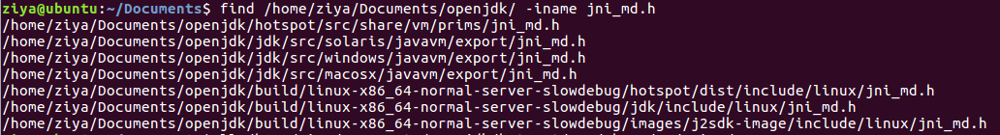 ziya@ubuntu:~/Documents$ find /home/ziya/Documents/openjdk/ -iname jni_md.h
/home/ziya/Documents/openjdk/hotspot/src/share/vm/prims/jni_md.h
/home/ziya/Documents/openjdk/jdk/src/solaris/javavm/export/jni_md.h
/home/ziya/Documents/openjdk/jdk/src/windows/javavm/export/jni_md.h
/home/ziya/Documents/openjdk/jdk/src/macosx/javavm/export/jni_md.h
/home/ziya/Documents/openjdk/build/linux-x86_64-normal-server-slowdebug/hotspot/dist/include/linux/jni_md.h
/home/ziya/Documents/openjdk/build/linux-x86_64-normal-server-slowdebug/jdk/include/linux/jni_md.h
/home/ziya/Documents/openjdk/build/linux-x86_64-normal-server-slowdebug/images/j2sdk-image/include/linux/jni_md.h